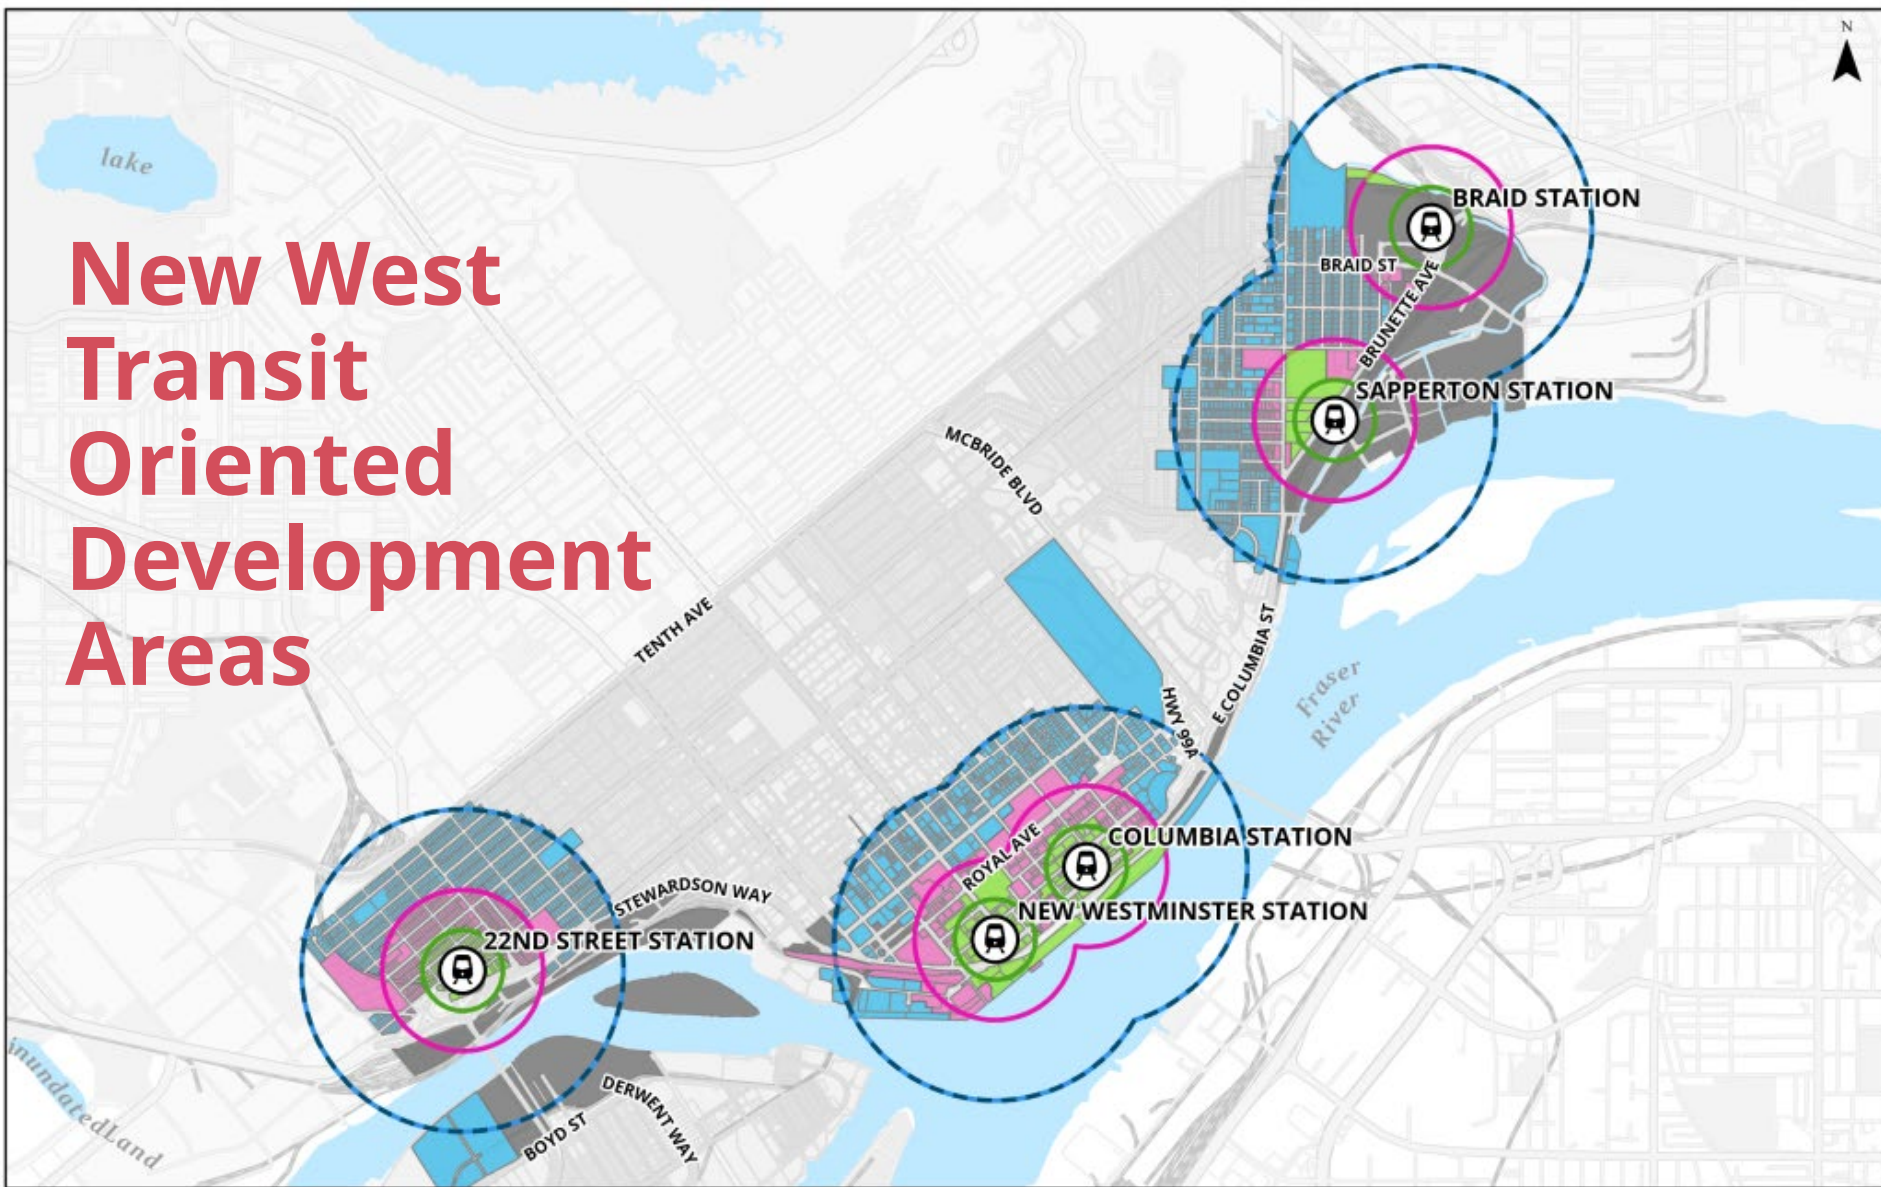 N
lake
New West
Transit
Oriented
Development
Areas
BRAID STATION
BRAID ST
BRUNETTE AVE
SAPPERTON STATION
MCBRIDE BLVD
TENTH AVE
E COLUMBIA ST
Fraser
River
HWY 99A
COLUMBIA STATION
ROYAL AVE
NEW WESTMINSTER STATION
STEWARDSON WAY
22ND STREET STATION
DERWENT WAY
BOYD ST
inundatedLand